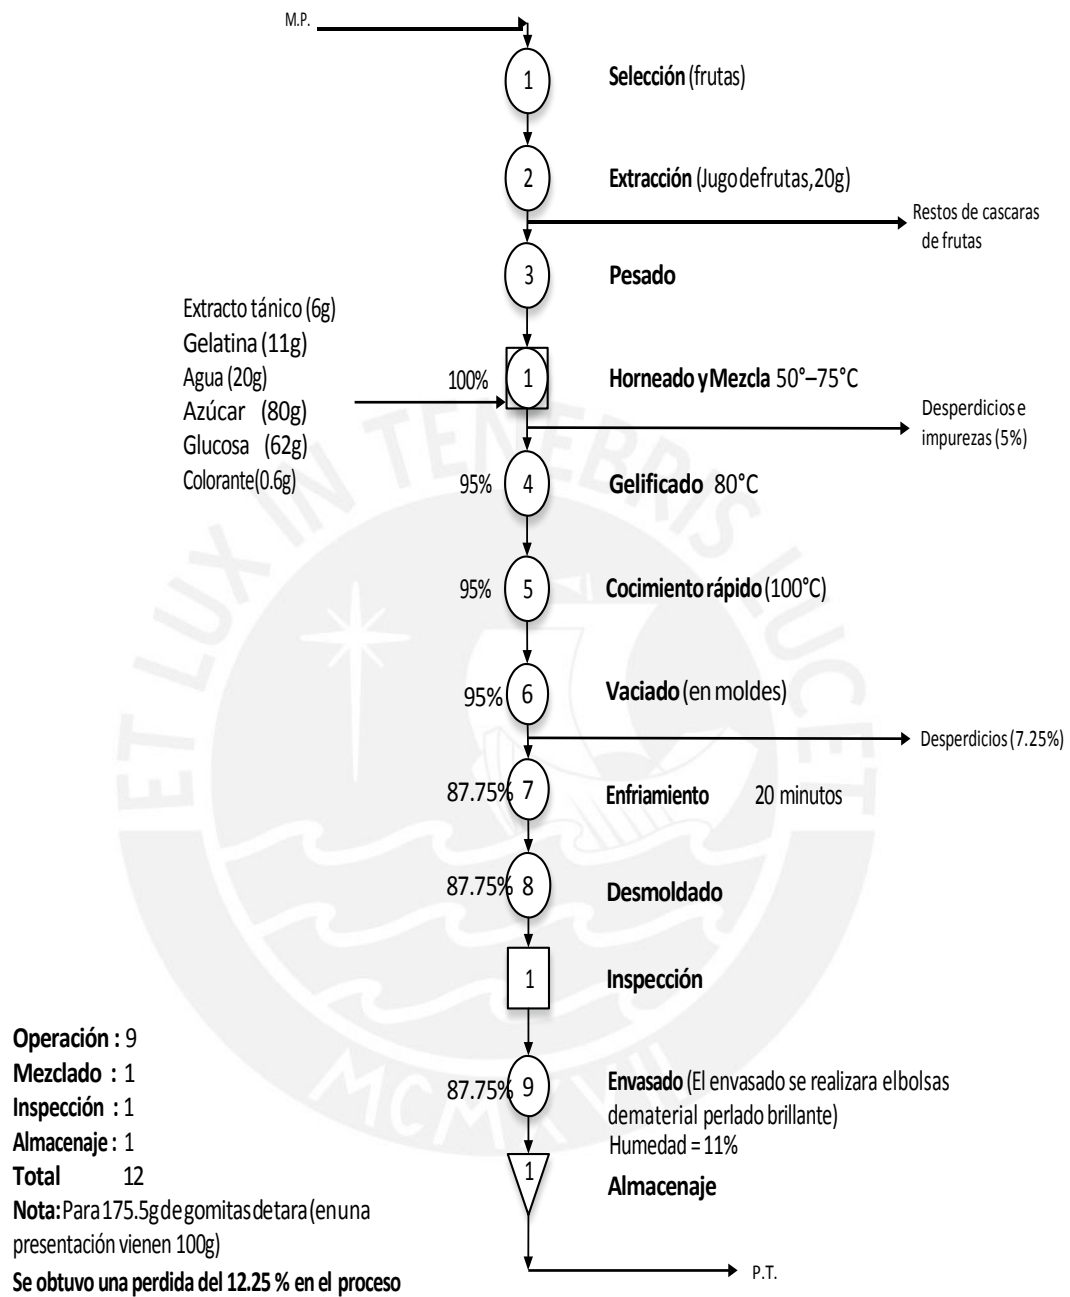 M.P.
1
Selección (frutas)
2
Extracción (Jugo de frutas, 20g)
Restos de cascaras
de frutas
3
Pesado
Extracto tánico (6g)
Gelatina (11g)
Agua (20g)
Azúcar (80g)
Glucosa (62g)
Colorante (0.6g)
100%
1
Horneado y Mezcla 50°–75°C
Desperdicios e
impurezas (5%)
95%
4
Gelificado 80°C
95%
5
Cocimiento rápido (100°C)
95%
6
Vaciado (en moldes)
Desperdicios (7.25%)
87.75%
7
Enfriamiento 20 minutos
87.75%
8
Desmoldado
1
Inspección
87.75%
9
Envasado (El envasado se realizara el bolsas
de material perlado brillante)
Humedad = 11%
1
Almacenaje
P.T.
Operación : 9
Mezclado : 1
Inspección : 1
Almacenaje : 1
Total 12
Nota: Para 175.5g de gomitas de tara (en una
presentación vienen 100g)
Se obtuvo una perdida del 12.25 % en el proceso
ET LUX IN TENEBRIS LUCET
MCMXVII